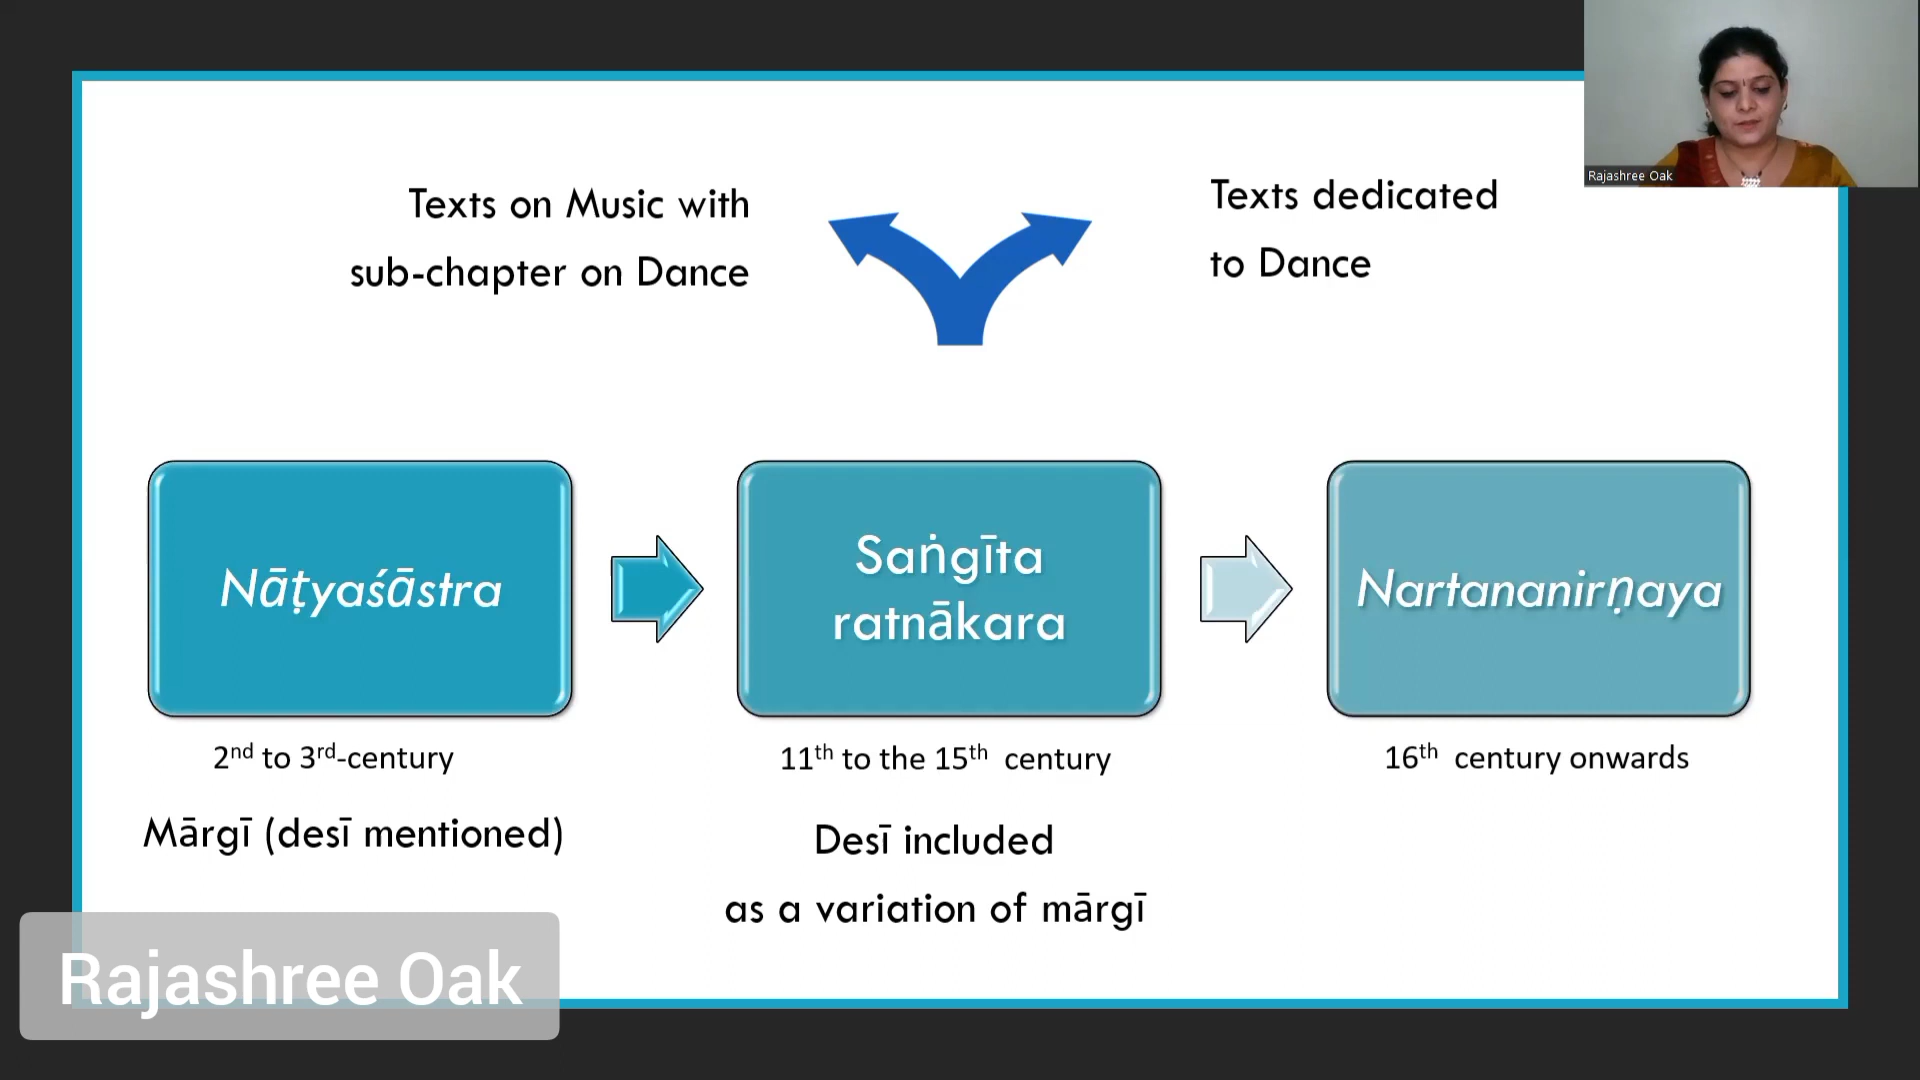 Rajashree Oak
Texts on Music with
sub-chapter on Dance
Texts dedicated
to Dance
Nāṭyaśāstra
Saṅgīta
ratnākara
Nartananirṇaya
2nd to 3rd-century
11th to the 15th century
16th century onwards
Mārgī (desī mentioned)
Desī included
as a variation of mārgī
Rajashree Oak